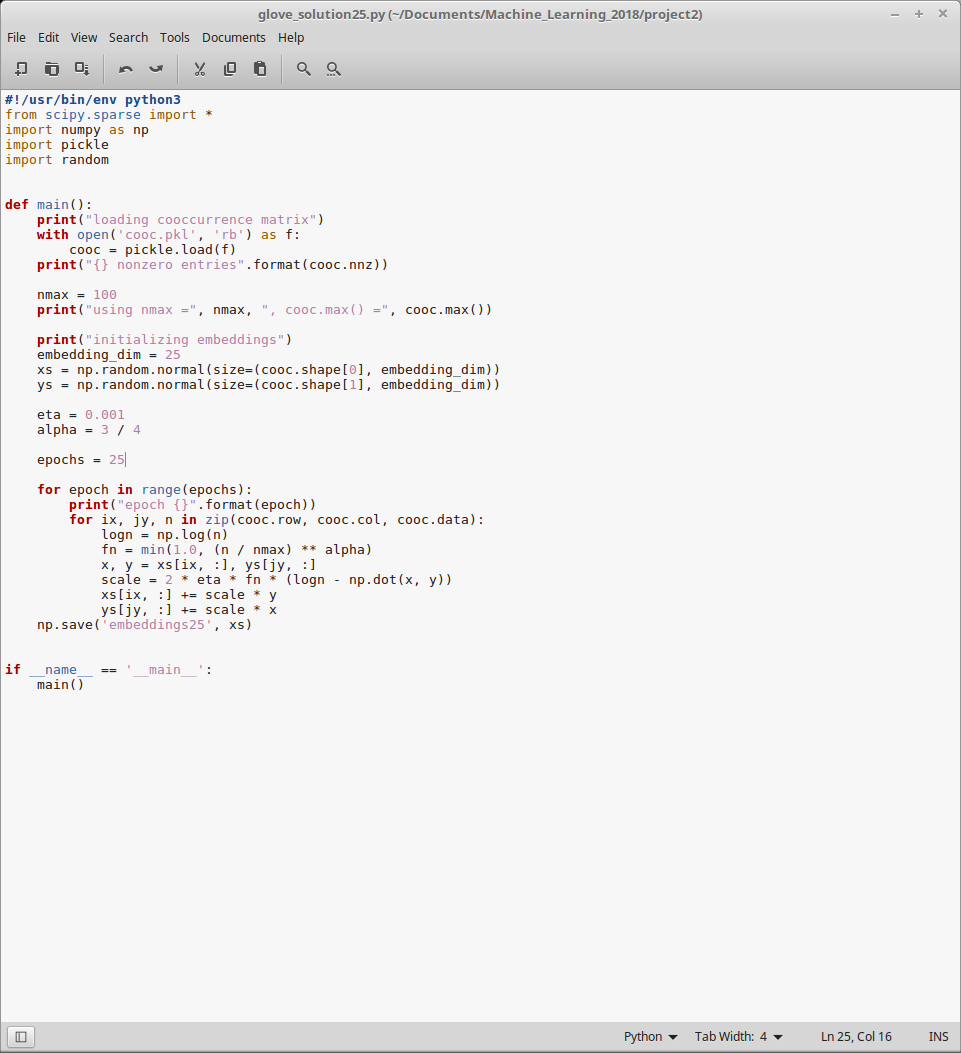 glove_solution25.py (~/Documents/Machine_Learning_2018/project2)
File Edit View Search Tools Documents Help
#!/usr/bin/env python3
from scipy.sparse import *
import numpy as np
import pickle
import random
def main():
    print("loading cooccurrence matrix")
    with open('cooc.pkl', 'rb') as f:
        cooc = pickle.load(f)
    print("{} nonzero entries".format(cooc.nnz))
    nmax = 100
    print("using nmax =", nmax, ", cooc.max() =", cooc.max())
    print("initializing embeddings")
    embedding_dim = 25
    xs = np.random.normal(size=(cooc.shape[0], embedding_dim))
    ys = np.random.normal(size=(cooc.shape[1], embedding_dim))
    eta = 0.001
    alpha = 3 / 4
    epochs = 25
    for epoch in range(epochs):
        print("epoch {}".format(epoch))
        for ix, jy, n in zip(cooc.row, cooc.col, cooc.data):
            logn = np.log(n)
            fn = min(1.0, (n / nmax) ** alpha)
            x, y = xs[ix, :], ys[jy, :]
            scale = 2 * eta * fn * (logn - np.dot(x, y))
            xs[ix, :] += scale * y
            ys[jy, :] += scale * x
    np.save('embeddings25', xs)
if __name__ == '__main__':
    main()
Python Tab Width: 4 Ln 25, Col 16 INS